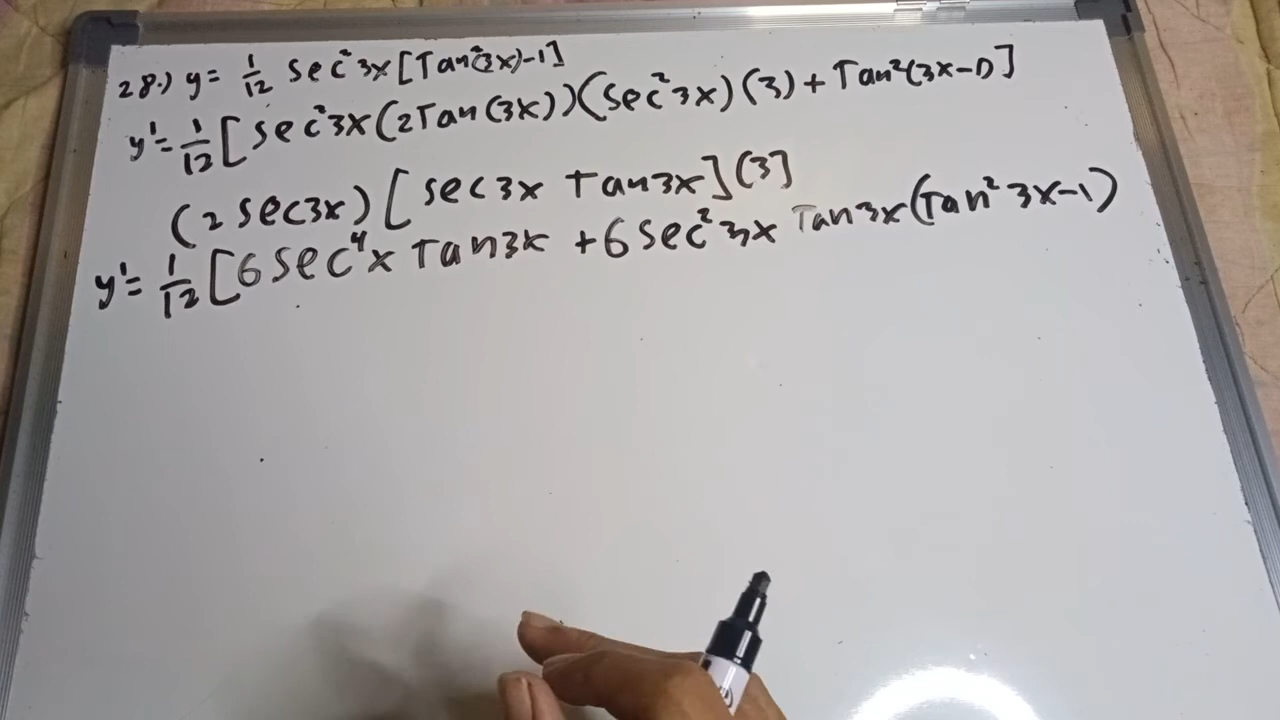 28.) y = 1/12 sec²3x [Tan²(3x)-1]
y' = 1/12 [sec²3x (2Tan(3x))(sec²3x)(3) + Tan²(3x-1)]
(2sec3x) [sec3x Tan3x](3]
y' = 1/12 [6sec⁴x Tan3x + 6sec²3x Tan3x (Tan²3x-1)